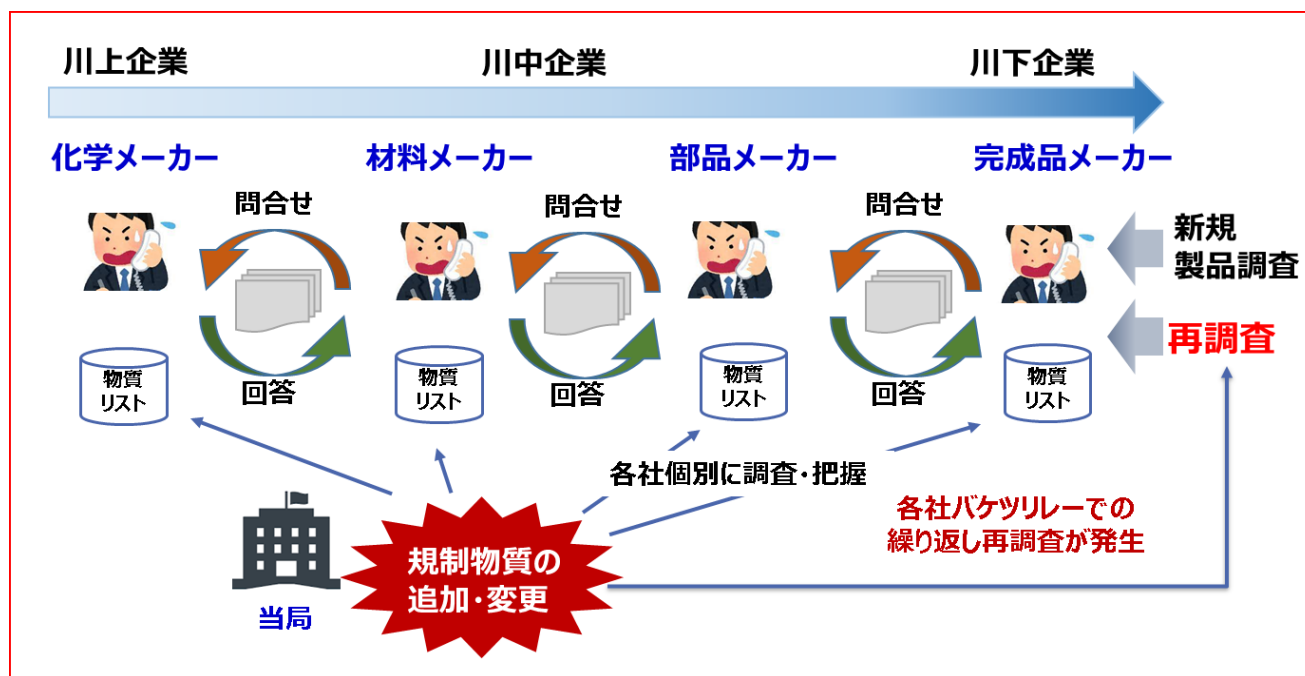 川上企業
川中企業
川下企業
化学メーカー
材料メーカー
部品メーカー
完成品メーカー
問合せ
問合せ
問合せ
新規
製品調査
再調査
物質
リスト
回答
物質
リスト
回答
物質
リスト
回答
物質
リスト
各社個別に調査・把握
各社バケツリレーでの
繰り返し再調査が発生
規制物質の
追加・変更
当局